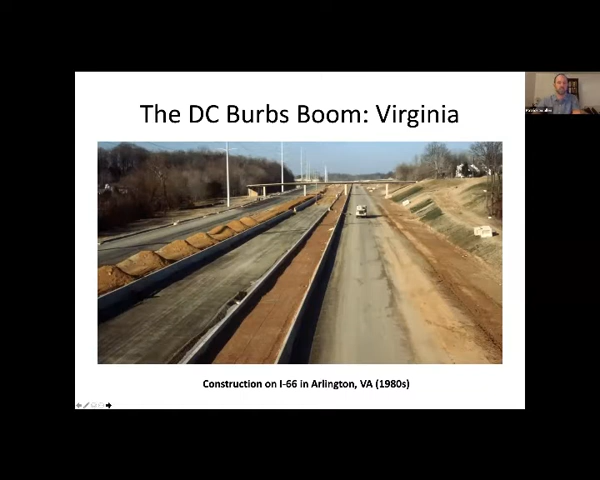 The DC Burbs Boom: Virginia
Construction on I-66 in Arlington, VA (1980s)